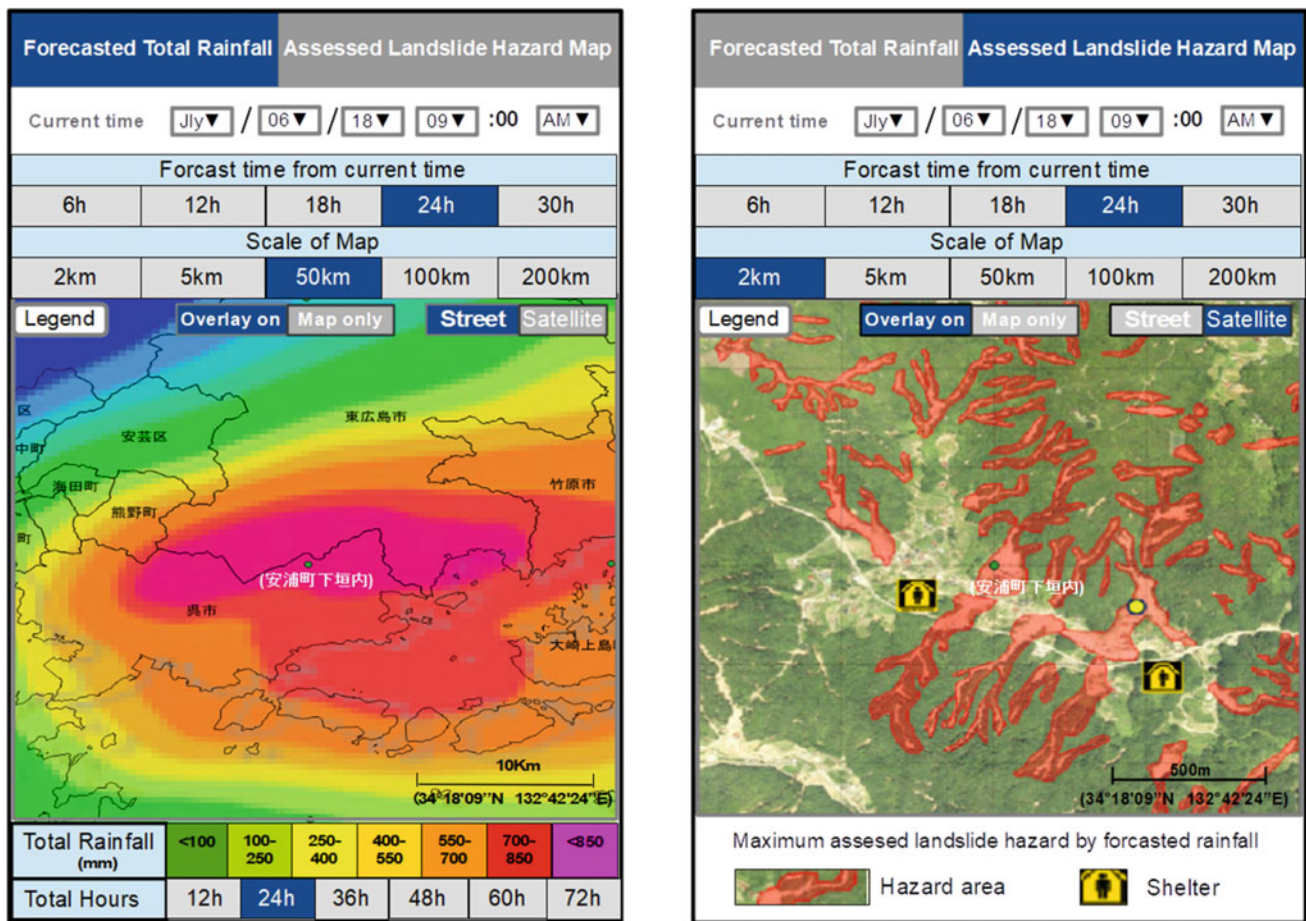 Forecasted Total Rainfall Assessed Landslide Hazard Map
Current time Jly▼ / 06▼ / 18▼ 09▼ :00 AM▼
Forcast time from current time
6h 12h 18h 24h 30h
Scale of Map
2km 5km 50km 100km 200km
Legend Overlay on Map only Street Satellite
区
東広島市
安芸区
中町
海田町
竹原市
熊野町
町
(安浦町下垣内)
呉市
大崎上島
10Km
(34°18'09”N 132°42'24”E)
Total Rainfall (mm) <100 100-250 250-400 400-550 550-700 700-850 <850
Total Hours 12h 24h 36h 48h 60h 72h
Forecasted Total Rainfall Assessed Landslide Hazard Map
Current time Jly▼ / 06▼ / 18▼ 09▼ :00 AM▼
Forcast time from current time
6h 12h 18h 24h 30h
Scale of Map
2km 5km 50km 100km 200km
Legend Overlay on Map only Street Satellite
(安浦町下垣内)
500m
(34°18'09”N 132°42'24”E)
Maximum assesed landslide hazard by forcasted rainfall
Hazard area Shelter